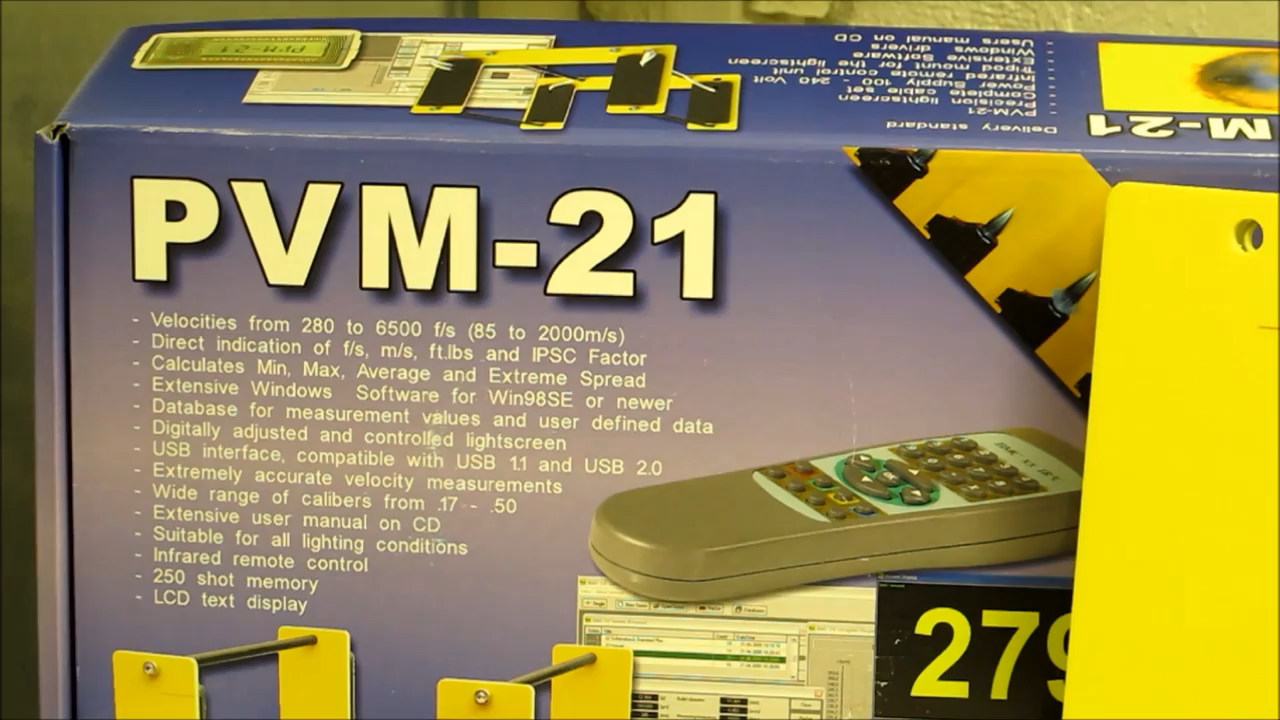 PPM-21
Delivery standard
PVM-21
Precision lightscreen
Complete cable set
Power Supply 100 - 240 Volt
Infrared remote control unit
Tripod mount for the lightscreen
Extensive Software
Windows drivers
Users manual on CD
M-21
PVM-21
- Velocities from 280 to 6500 f/s (85 to 2000m/s)
- Direct indication of f/s, m/s, ft.lbs and IPSC Factor
- Calculates Min, Max, Average and Extreme Spread
- Extensive Windows Software for Win98SE or newer
- Database for measurement values and user defined data
- Digitally adjusted and controlled lightscreen
- USB interface, compatible with USB 1.1 and USB 2.0
- Extremely accurate velocity measurements
- Wide range of calibers from .17 - .50
- Extensive user manual on CD
- Suitable for all lighting conditions
- Infrared remote control
- 250 shot memory
- LCD text display
279